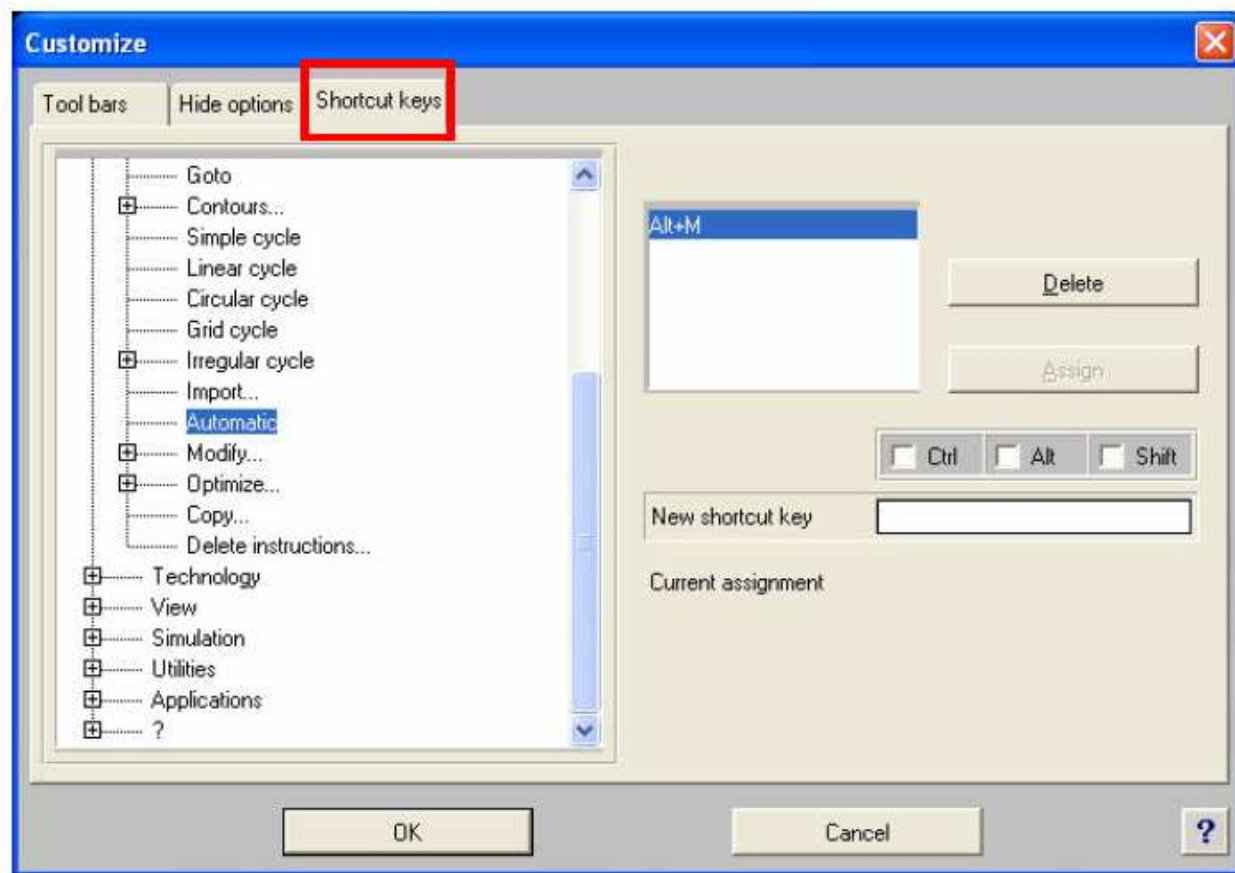 Customize
Tool bars
Hide options
Shortcut keys
Goto
Contours...
Simple cycle
Linear cycle
Circular cycle
Grid cycle
Irregular cycle
Import...
Automatic
Modify...
Optimize...
Copy...
Delete instructions...
Technology
View
Simulation
Utilities
Applications
?
Alt+M
Delete
Assign
Ctrl
Alt
Shift
New shortcut key
Current assignment
OK
Cancel
?